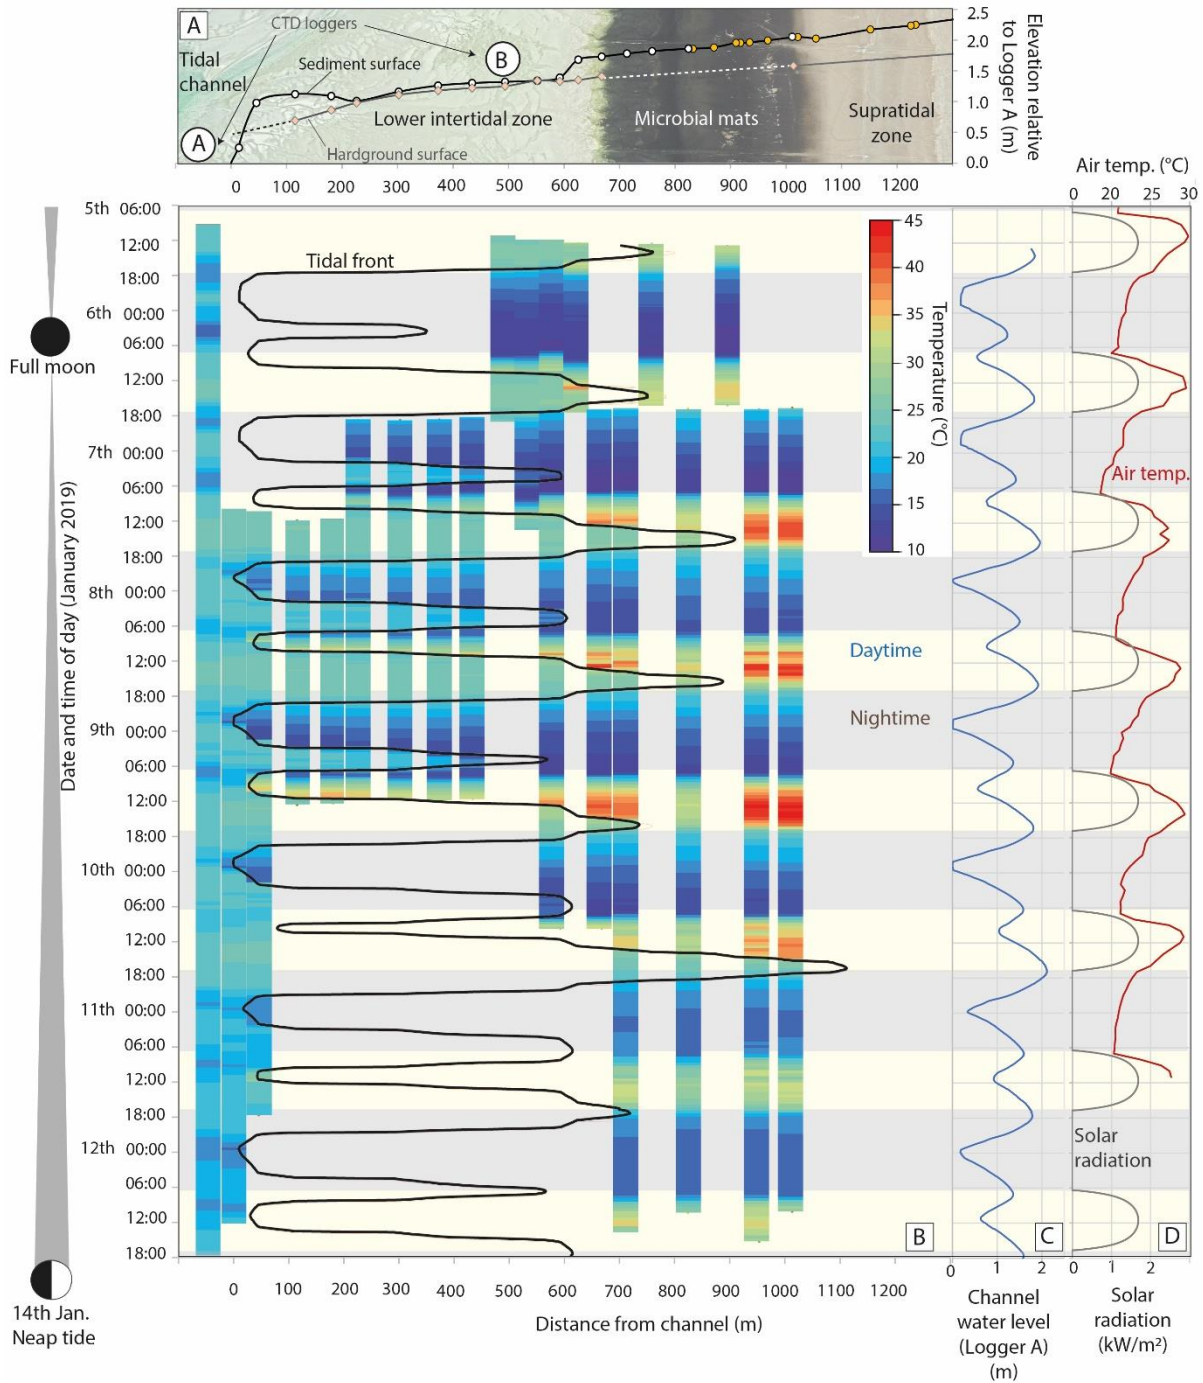 A
CTD loggers
B
Tidal
channel
Sediment surface
A
Lower intertidal zone
Hardground surface
Microbial mats
Supratidal
zone
2.5
2.0
1.5
1.0
0.5
0.0
Elevation relative
to Logger A (m)
0 100 200 300 400 500 600 700 800 900 1000 1100 1200
Air temp. (°C)
0 20 25 30
5th 06:00
12:00
18:00
6th 00:00
06:00
12:00
18:00
7th 00:00
06:00
12:00
18:00
8th 00:00
06:00
12:00
18:00
9th 00:00
06:00
12:00
18:00
10th 00:00
06:00
12:00
18:00
11th 00:00
06:00
12:00
18:00
12th 00:00
06:00
12:00
18:00
Full moon
Date and time of day (January 2019)
14th Jan.
Neap tide
Tidal front
45
40
35
30
25
20
15
10
Temperature (°C)
Air temp.
Daytime
Nightime
Solar
radiation
B
C
D
0 100 200 300 400 500 600 700 800 900 1000 1100 1200
Distance from channel (m)
0 1 2
Channel
water level
(Logger A)
(m)
0 1 2 3
Solar
radiation
(kW/m²)